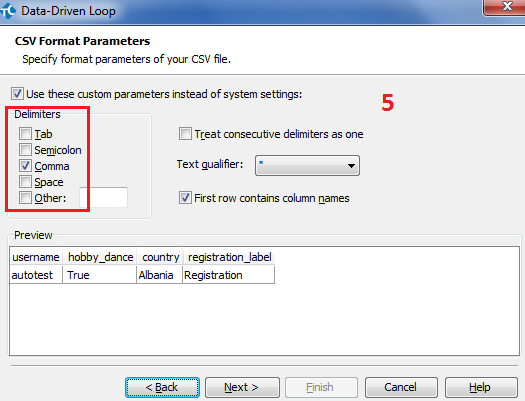 Data-Driven Loop
CSV Format Parameters
Specify format parameters of your CSV file.
Use these custom parameters instead of system settings:
5
Delimiters
Tab
Semicolon
Comma
Space
Other:
Treat consecutive delimiters as one
Text qualifier: "
First row contains column names
Preview
username hobby_dance country registration_label
autotest True Albania Registration
< Back Next > Finish Cancel Help